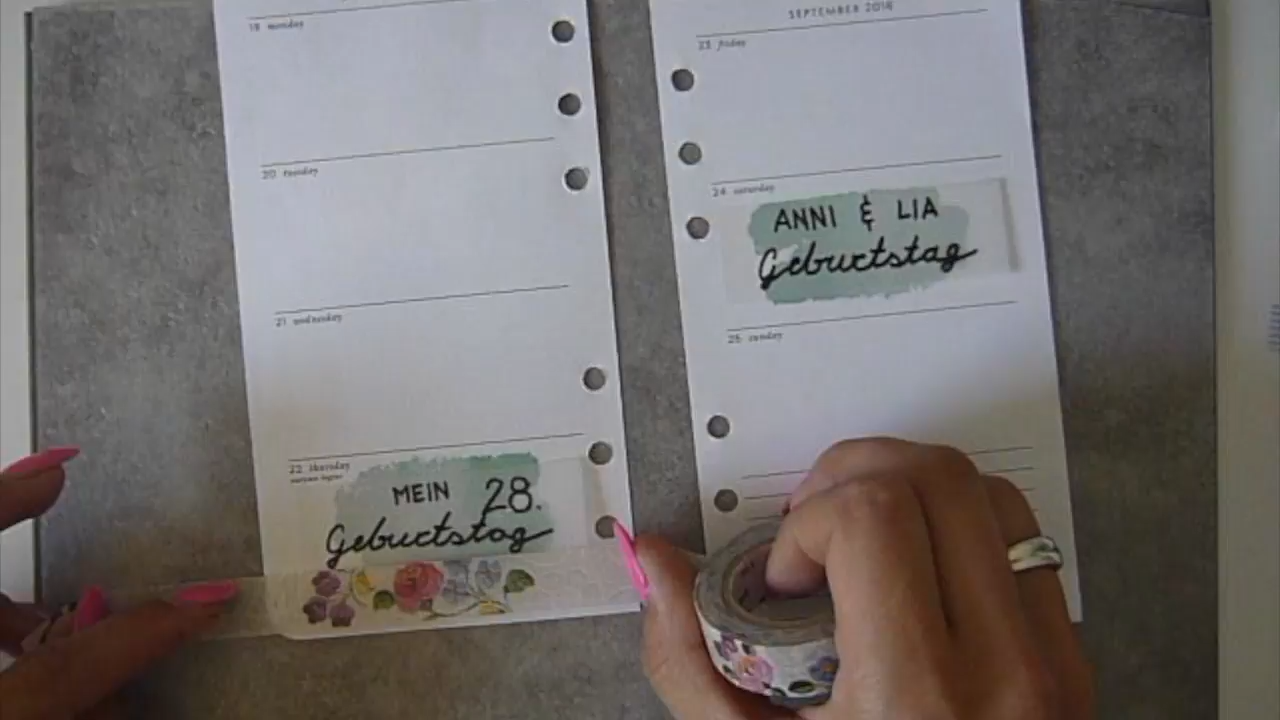 19 monday
20 tuesday
21 wednesday
22 thursday
MEIN 28.
Geburtstag
SEPTEMBER 2016
23 friday
24 saturday
ANNI & LIA
Geburtstag
25 sunday